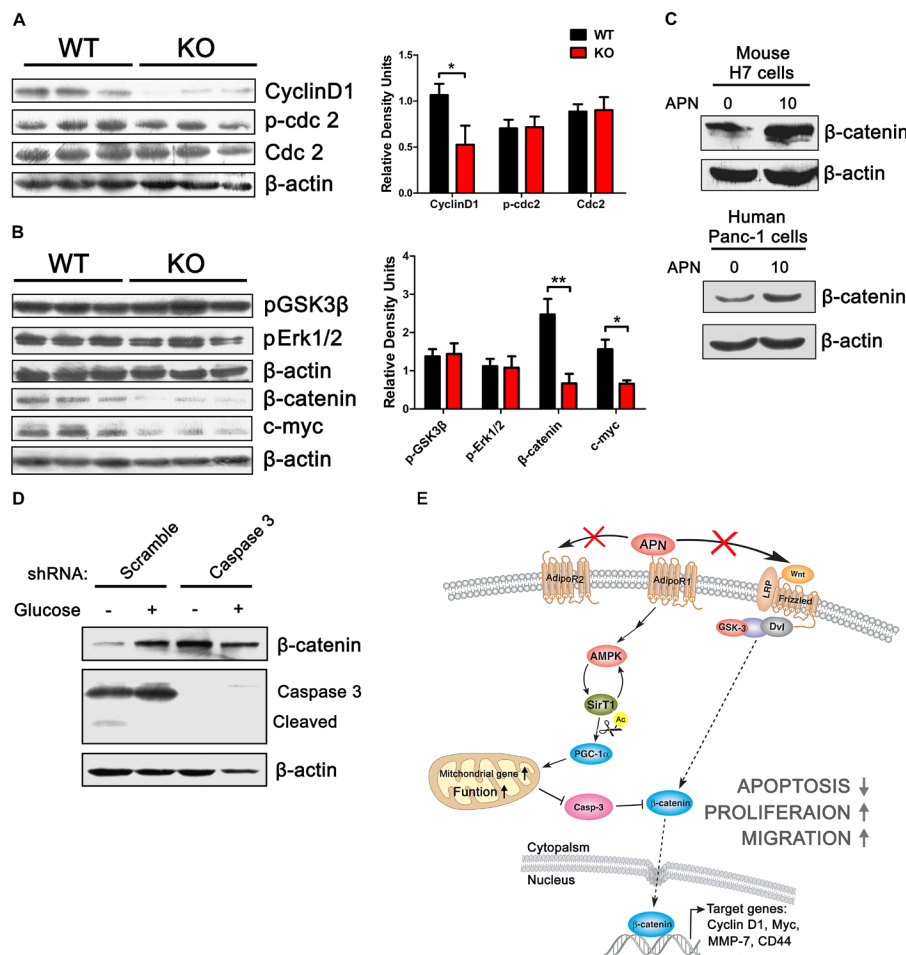 A
WT KO
CyclinD1
p-cdc 2
Cdc 2
β-actin
Relative Density Units
1.5
1.0
0.5
0.0
*
WT
KO
CyclinD1 p-cdc2 Cdc2
B
WT KO
pGSK3β
pErk1/2
β-actin
β-catenin
c-myc
β-actin
Relative Density Units
4
3
2
1
0
**
*
p-GSK3β p-Erk1/2 β-catenin c-myc
C
Mouse
H7 cells
APN 0 10
β-catenin
β-actin
Human
Panc-1 cells
APN 0 10
β-catenin
β-actin
D
shRNA: Scramble Caspase 3
Glucose - + - +
β-catenin
Caspase 3
Cleaved
β-actin
E
APN
AdipoR2
AdipoR1
LRP
Wnt
Frizzled
GSK-3
Dvl
AMPK
SirT1
Ac
PGC-1α
Mitchondrial gene
Funtion
Casp-3
β-catenin
APOPTOSIS ↓
PROLIFERAION ↑
MIGRATION ↑
Cytopalsm
Nucleus
β-catenin
Target genes:
Cyclin D1, Myc,
MMP-7, CD44